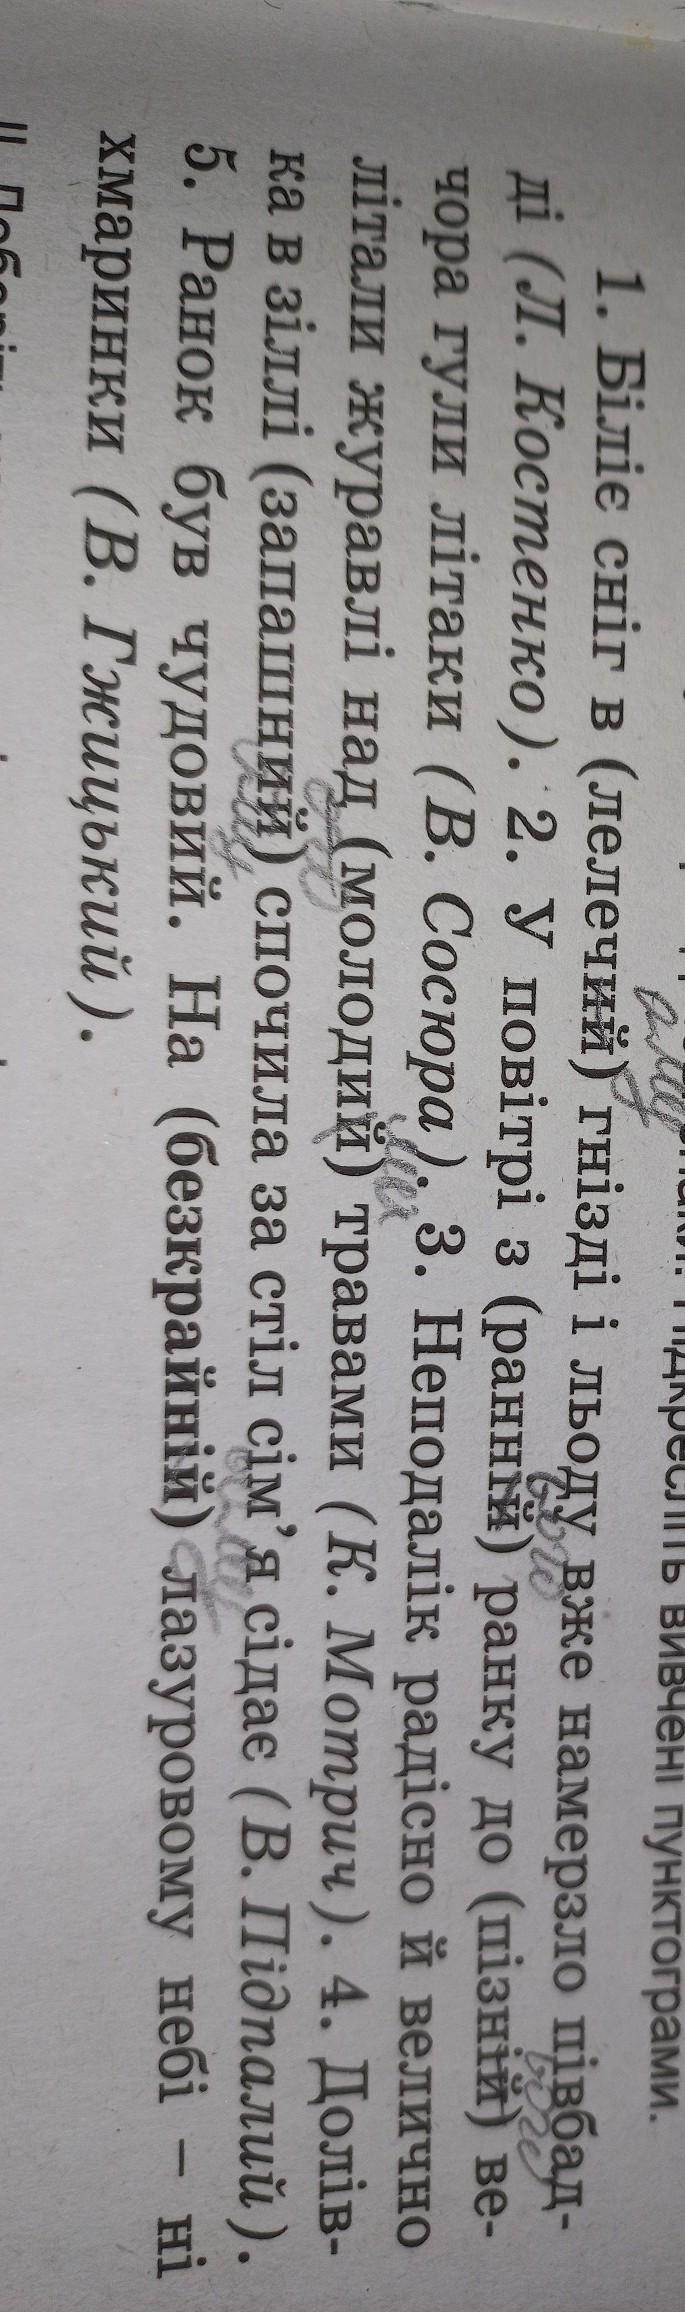 підкресліть вивчені пунктограми.
1. Біліє сніг в (лелечий) гнізді і льоду вже намерзло півбад-
ді (Л. Костенко). 2. У повітрі з (ранній) ранку до (пізній) ве-
чора гули літаки (В. Сосюра). 3. Неподалік радісно й велично
літали журавлі над (молодий) травами (К. Мотрич). 4. Долів-
ка в зіллі (запашний) спочила за стіл сім’я сідає (В. Підпалий).
5. Ранок був чудовий. На (безкрайній) лазуровому небі – ні
хмаринки (В. Гжицький).